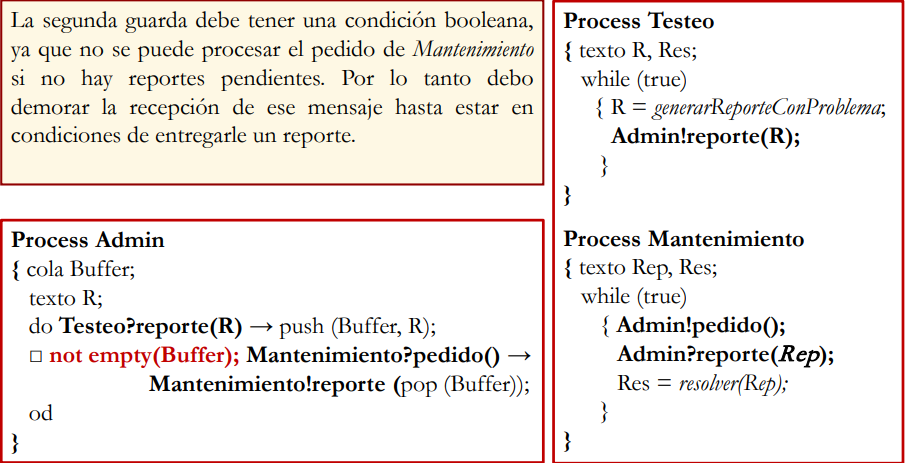 La segunda guarda debe tener una condición booleana,
ya que no se puede procesar el pedido de Mantenimiento
si no hay reportes pendientes. Por lo tanto debo
demorar la recepción de ese mensaje hasta estar en
condiciones de entregarle un reporte.
Process Admin
{ cola Buffer;
texto R;
do Testeo?reporte(R) → push (Buffer, R);
□ not empty(Buffer); Mantenimiento?pedido() →
Mantenimiento!reporte (pop (Buffer));
od
}
Process Testeo
{ texto R, Res;
while (true)
{ R = generarReporteConProblema;
Admin!reporte(R);
}
}
Process Mantenimiento
{ texto Rep, Res;
while (true)
{ Admin!pedido();
Admin?reporte(Rep);
Res = resolver(Rep);
}
}